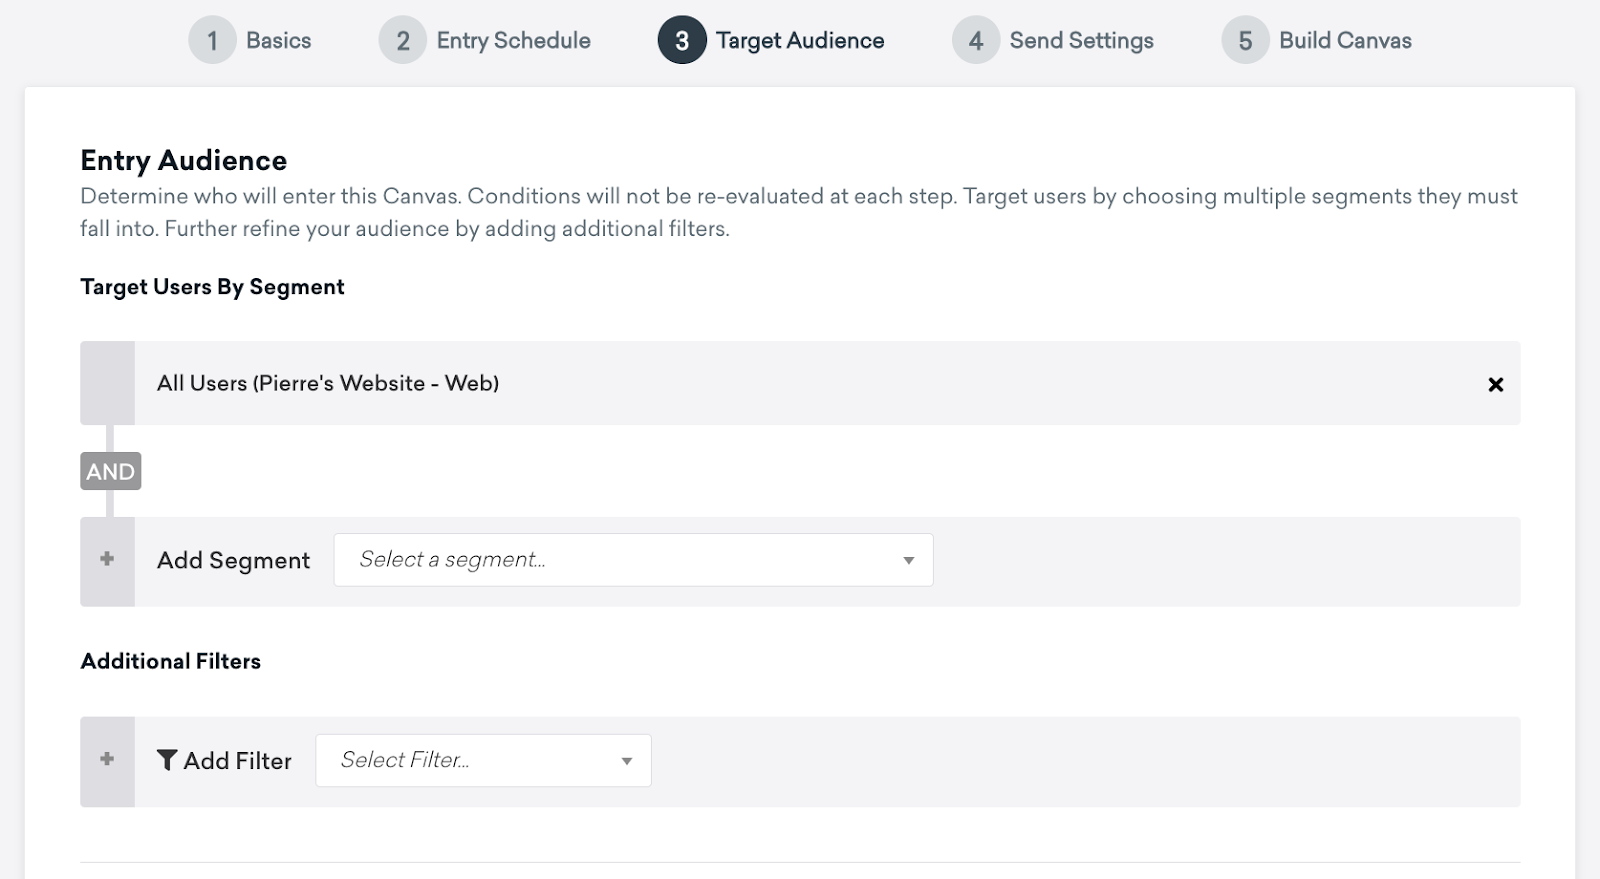 1 Basics 2 Entry Schedule 3 Target Audience 4 Send Settings 5 Build Canvas
Entry Audience
Determine who will enter this Canvas. Conditions will not be re-evaluated at each step. Target users by choosing multiple segments they must
fall into. Further refine your audience by adding additional filters.
Target Users By Segment
All Users (Pierre's Website - Web)
AND
Add Segment Select a segment...
Additional Filters
Add Filter Select Filter...